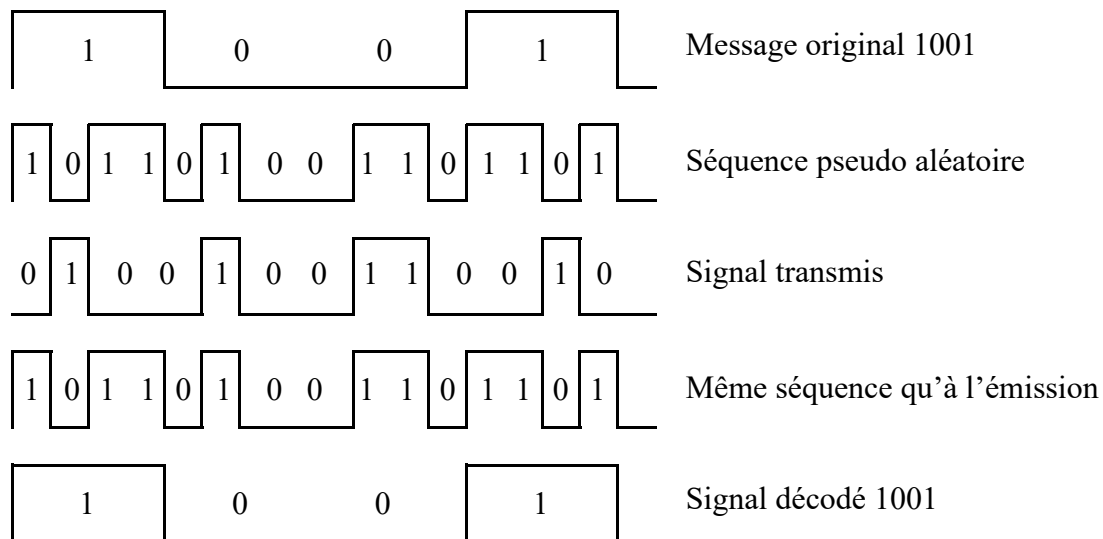 1 0 0 1 Message original 1001
1 0 1 1 0 1 0 0 1 1 0 1 1 0 1 Séquence pseudo aléatoire
0 1 0 0 1 0 0 1 1 0 0 1 0 Signal transmis
1 0 1 1 0 1 0 0 1 1 0 1 1 0 1 Même séquence qu’à l’émission
1 0 0 1 Signal décodé 1001